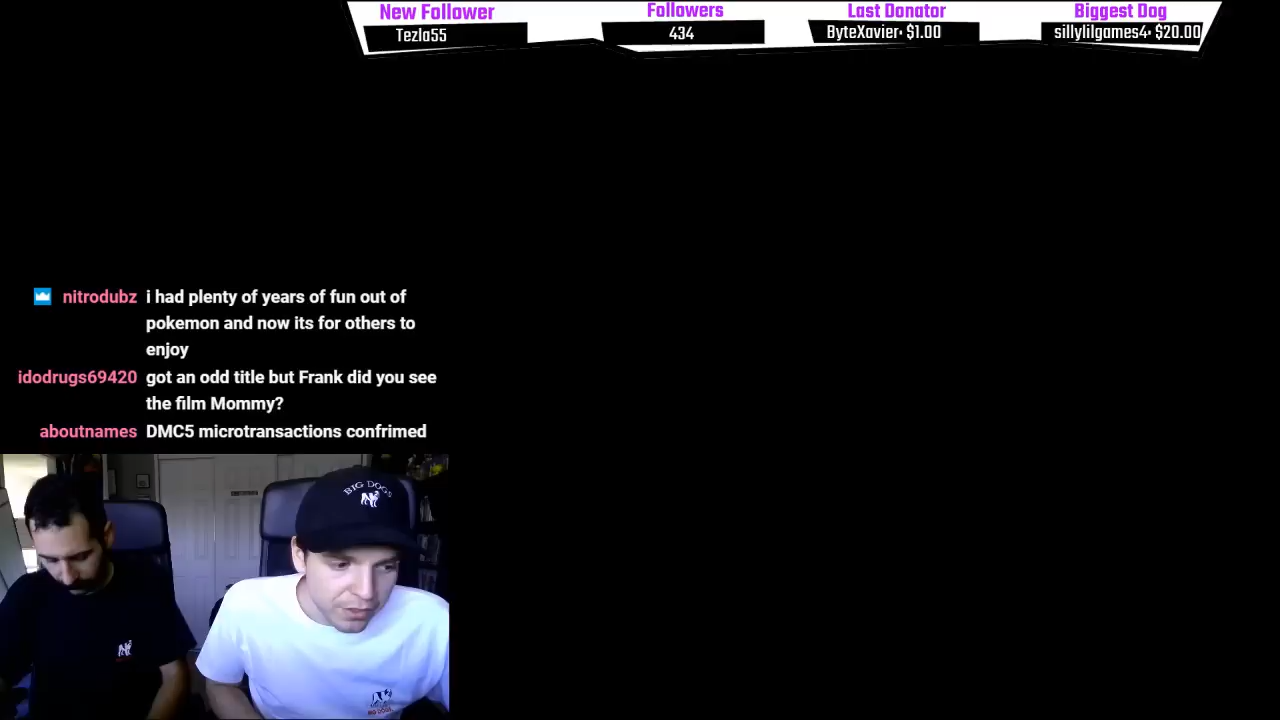 New Follower
Tezla55
Followers
434
Last Donator
ByteXavier• $1.00
Biggest Dog
sillylilgames4• $20.00
nitrodubz i had plenty of years of fun out of
pokemon and now its for others to
enjoy
idodrugs69420 got an odd title but Frank did you see
the film Mommy?
aboutnames DMC5 microtransactions confrimed
BIG DOGS
BIG DOGS